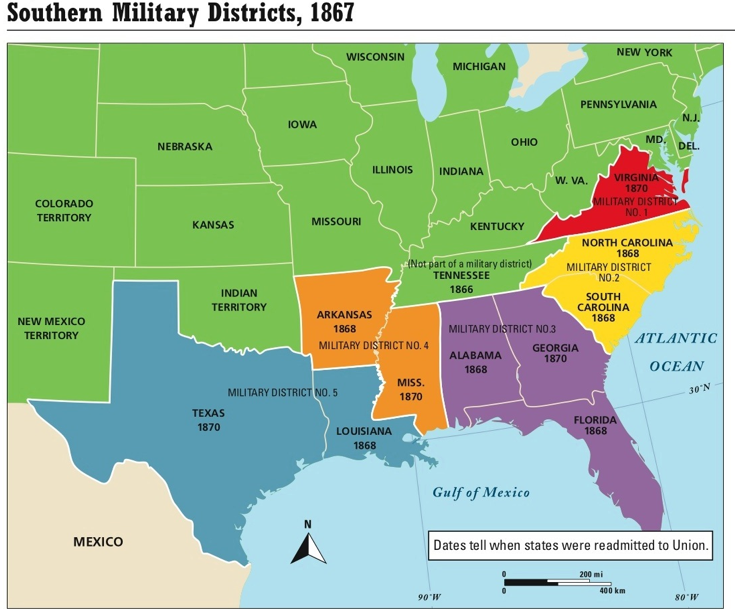 Southern Military Districts, 1867
WISCONSIN
MICHIGAN
NEW YORK
PENNSYLVANIA
N.J.
IOWA
NEBRASKA
OHIO
MD.
DEL.
ILLINOIS
INDIANA
W. VA.
VIRGINIA
1870
MILITARY DISTRICT
NO. 1
COLORADO
TERRITORY
KANSAS
MISSOURI
KENTUCKY
NORTH CAROLINA
1868
MILITARY DISTRICT
NO.2
(Not part of a military district)
TENNESSEE
1866
SOUTH
CAROLINA
1868
INDIAN
TERRITORY
NEW MEXICO
TERRITORY
ARKANSAS
1868
MILITARY DISTRICT NO. 4
MILITARY DISTRICT NO.3
ALABAMA
1868
GEORGIA
1870
ATLANTIC
OCEAN
30°N
MISS.
1870
MILITARY DISTRICT NO. 5
TEXAS
1870
LOUISIANA
1868
FLORIDA
1868
Gulf of Mexico
MEXICO
N
Dates tell when states were readmitted to Union.
0 200 mi
0 400 km
90°W
80°W